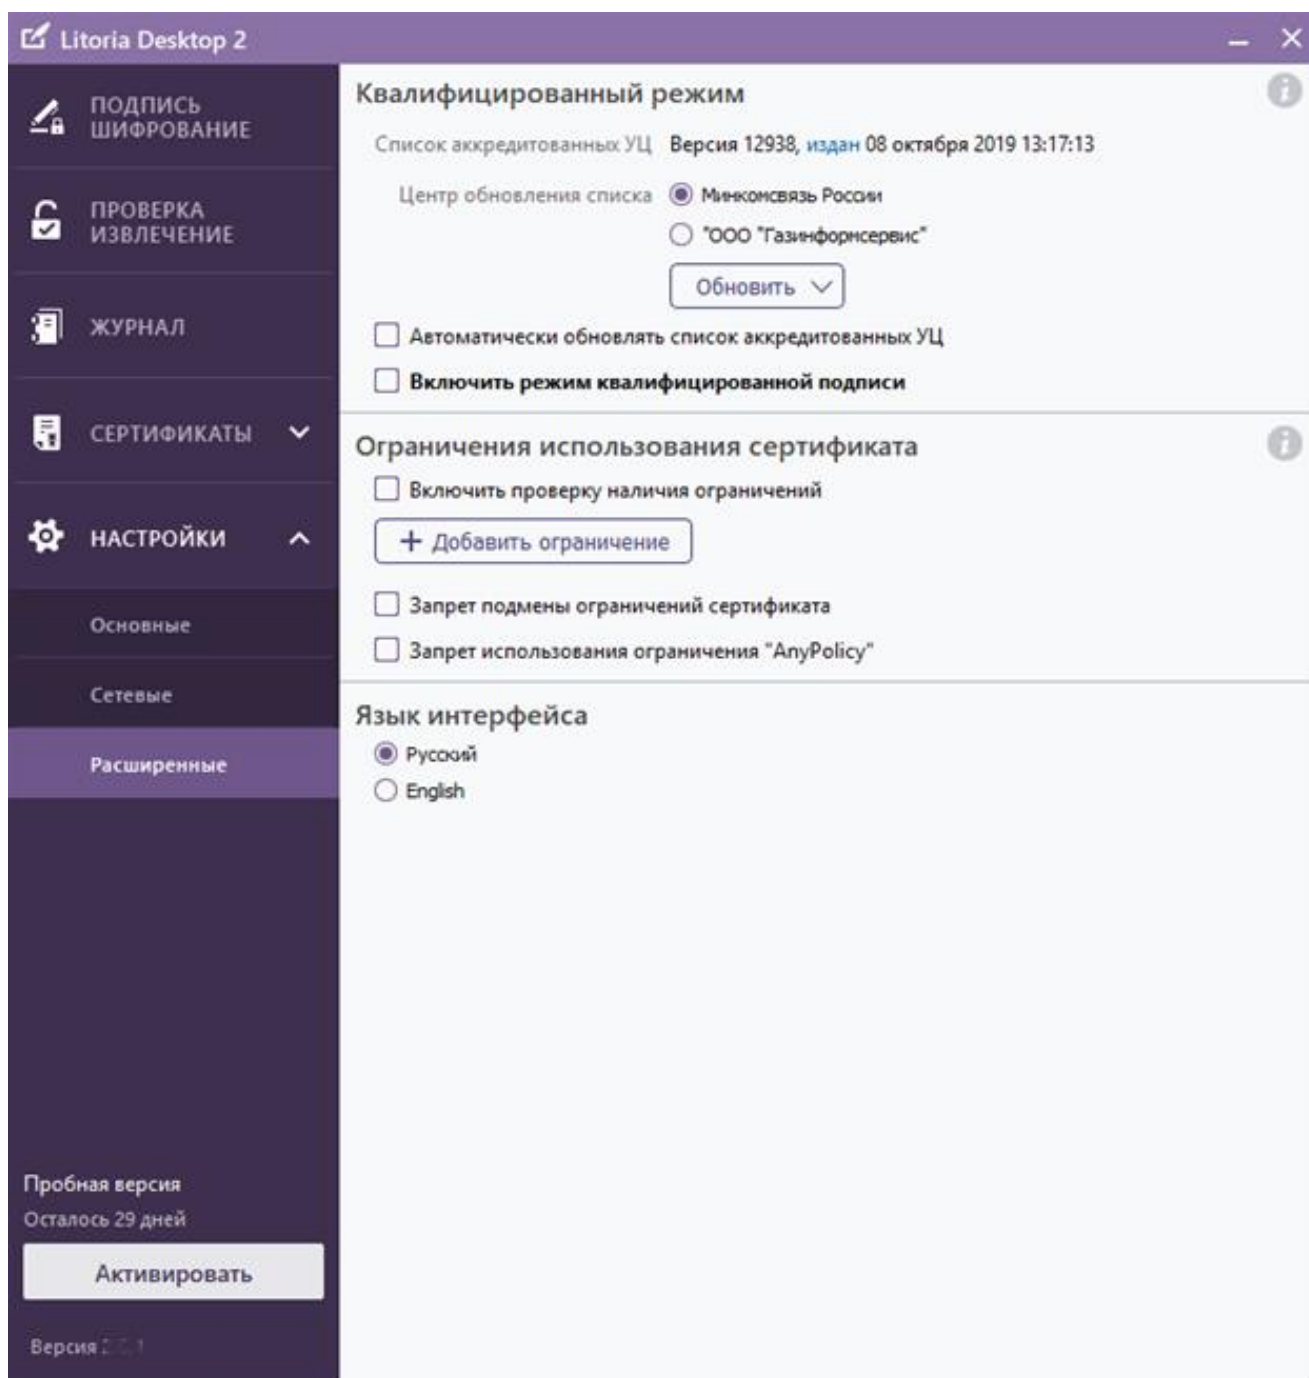 Litoria Desktop 2
ПОДПИСЬ
ШИФРОВАНИЕ
ПРОВЕРКА
ИЗВЛЕЧЕНИЕ
ЖУРНАЛ
СЕРТИФИКАТЫ
НАСТРОЙКИ
Основные
Сетевые
Расширенные
Пробная версия
Осталось 29 дней
Активировать
Версия
Квалифицированный режим
Список аккредитованных УЦ Версия 12938, издан 08 октября 2019 13:17:13
Центр обновления списка Минкомсвязь России
"ООО "Газинформсервис"
Обновить
Автоматически обновлять список аккредитованных УЦ
Включить режим квалифицированной подписи
Ограничения использования сертификата
Включить проверку наличия ограничений
+ Добавить ограничение
Запрет подмены ограничений сертификата
Запрет использования ограничения "AnyPolicy"
Язык интерфейса
Русский
English